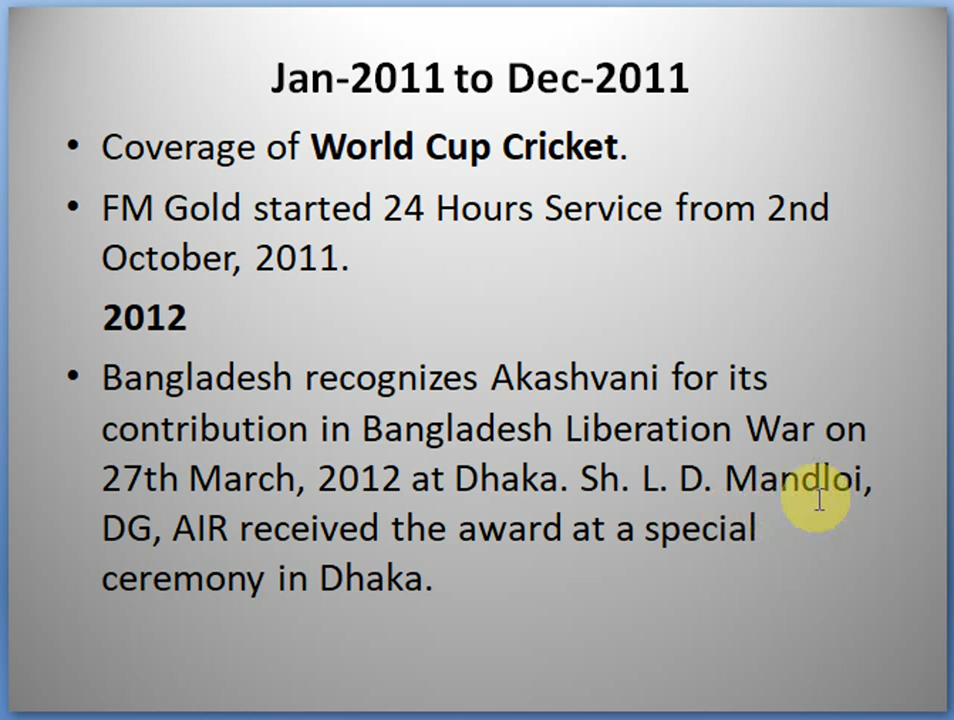 Jan-2011 to Dec-2011
• Coverage of World Cup Cricket.
• FM Gold started 24 Hours Service from 2nd
October, 2011.
2012
• Bangladesh recognizes Akashvani for its
contribution in Bangladesh Liberation War on
27th March, 2012 at Dhaka. Sh. L. D. Mandloi,
DG, AIR received the award at a special
ceremony in Dhaka.